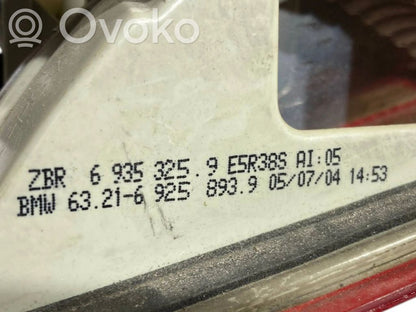 Ovoko
ZBR 6 935 325.9 E5R38S AI:05
BMW 63.21-6 925 893.9 05/07/04 14:53